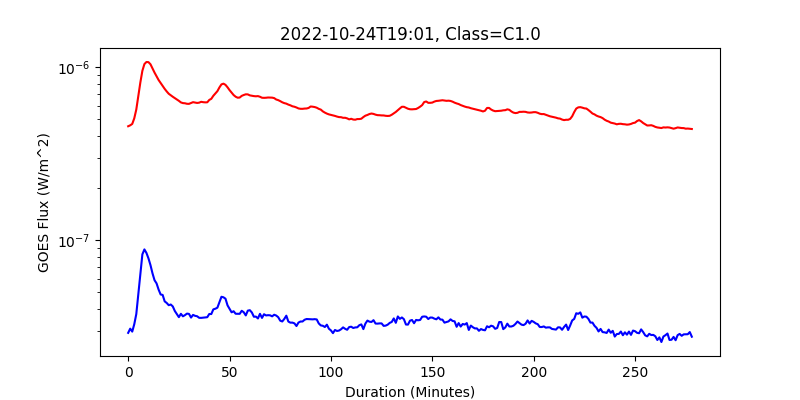 2022-10-24T19:01, Class=C1.0
GOES Flux (W/m^2)
10⁻⁶
10⁻⁷
0 50 100 150 200 250
Duration (Minutes)